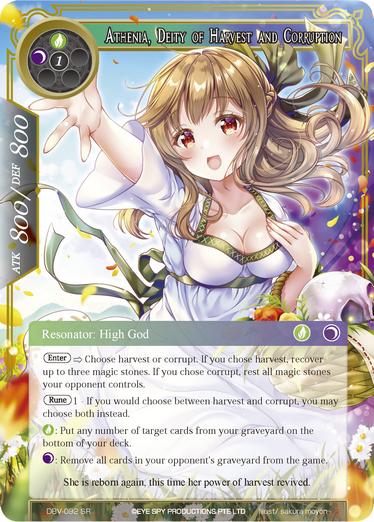 Athenia, Deity of Harvest and Corruption
1
ATK 800/DEF 800
Resonator: High God
Enter ⇒ Choose harvest or corrupt. If you chose harvest, recover
up to three magic stones. If you chose corrupt, rest all magic stones
your opponent controls.
Rune 1 - If you would choose between harvest and corrupt, you may
choose both instead.
: Put any number of target cards from your graveyard on the
bottom of your deck.
: Remove all cards in your opponent's graveyard from the game.
She is reborn again, this time her power of harvest revived.
DBV-092 SR
©EYE SPY PRODUCTIONS PTE LTD
Illust/ sakura moyon